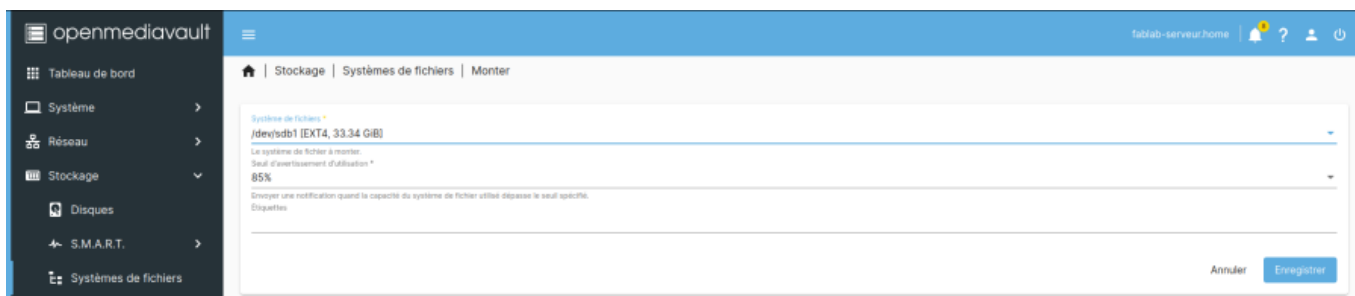 openmediavault
fablab-serveur.home
Tableau de bord
Système
Réseau
Stockage
Disques
S.M.A.R.T.
Systèmes de fichiers
| Stockage | Systèmes de fichiers | Monter
Système de fichiers *
/dev/sdb1 [EXT4, 33.34 GiB]
Le système de fichier à monter.
Seuil d'avertissement d'utilisation *
85%
Envoyer une notification quand la capacité du système de fichier utilisé dépasse le seuil spécifié.
Étiquettes
Annuler
Enregistrer